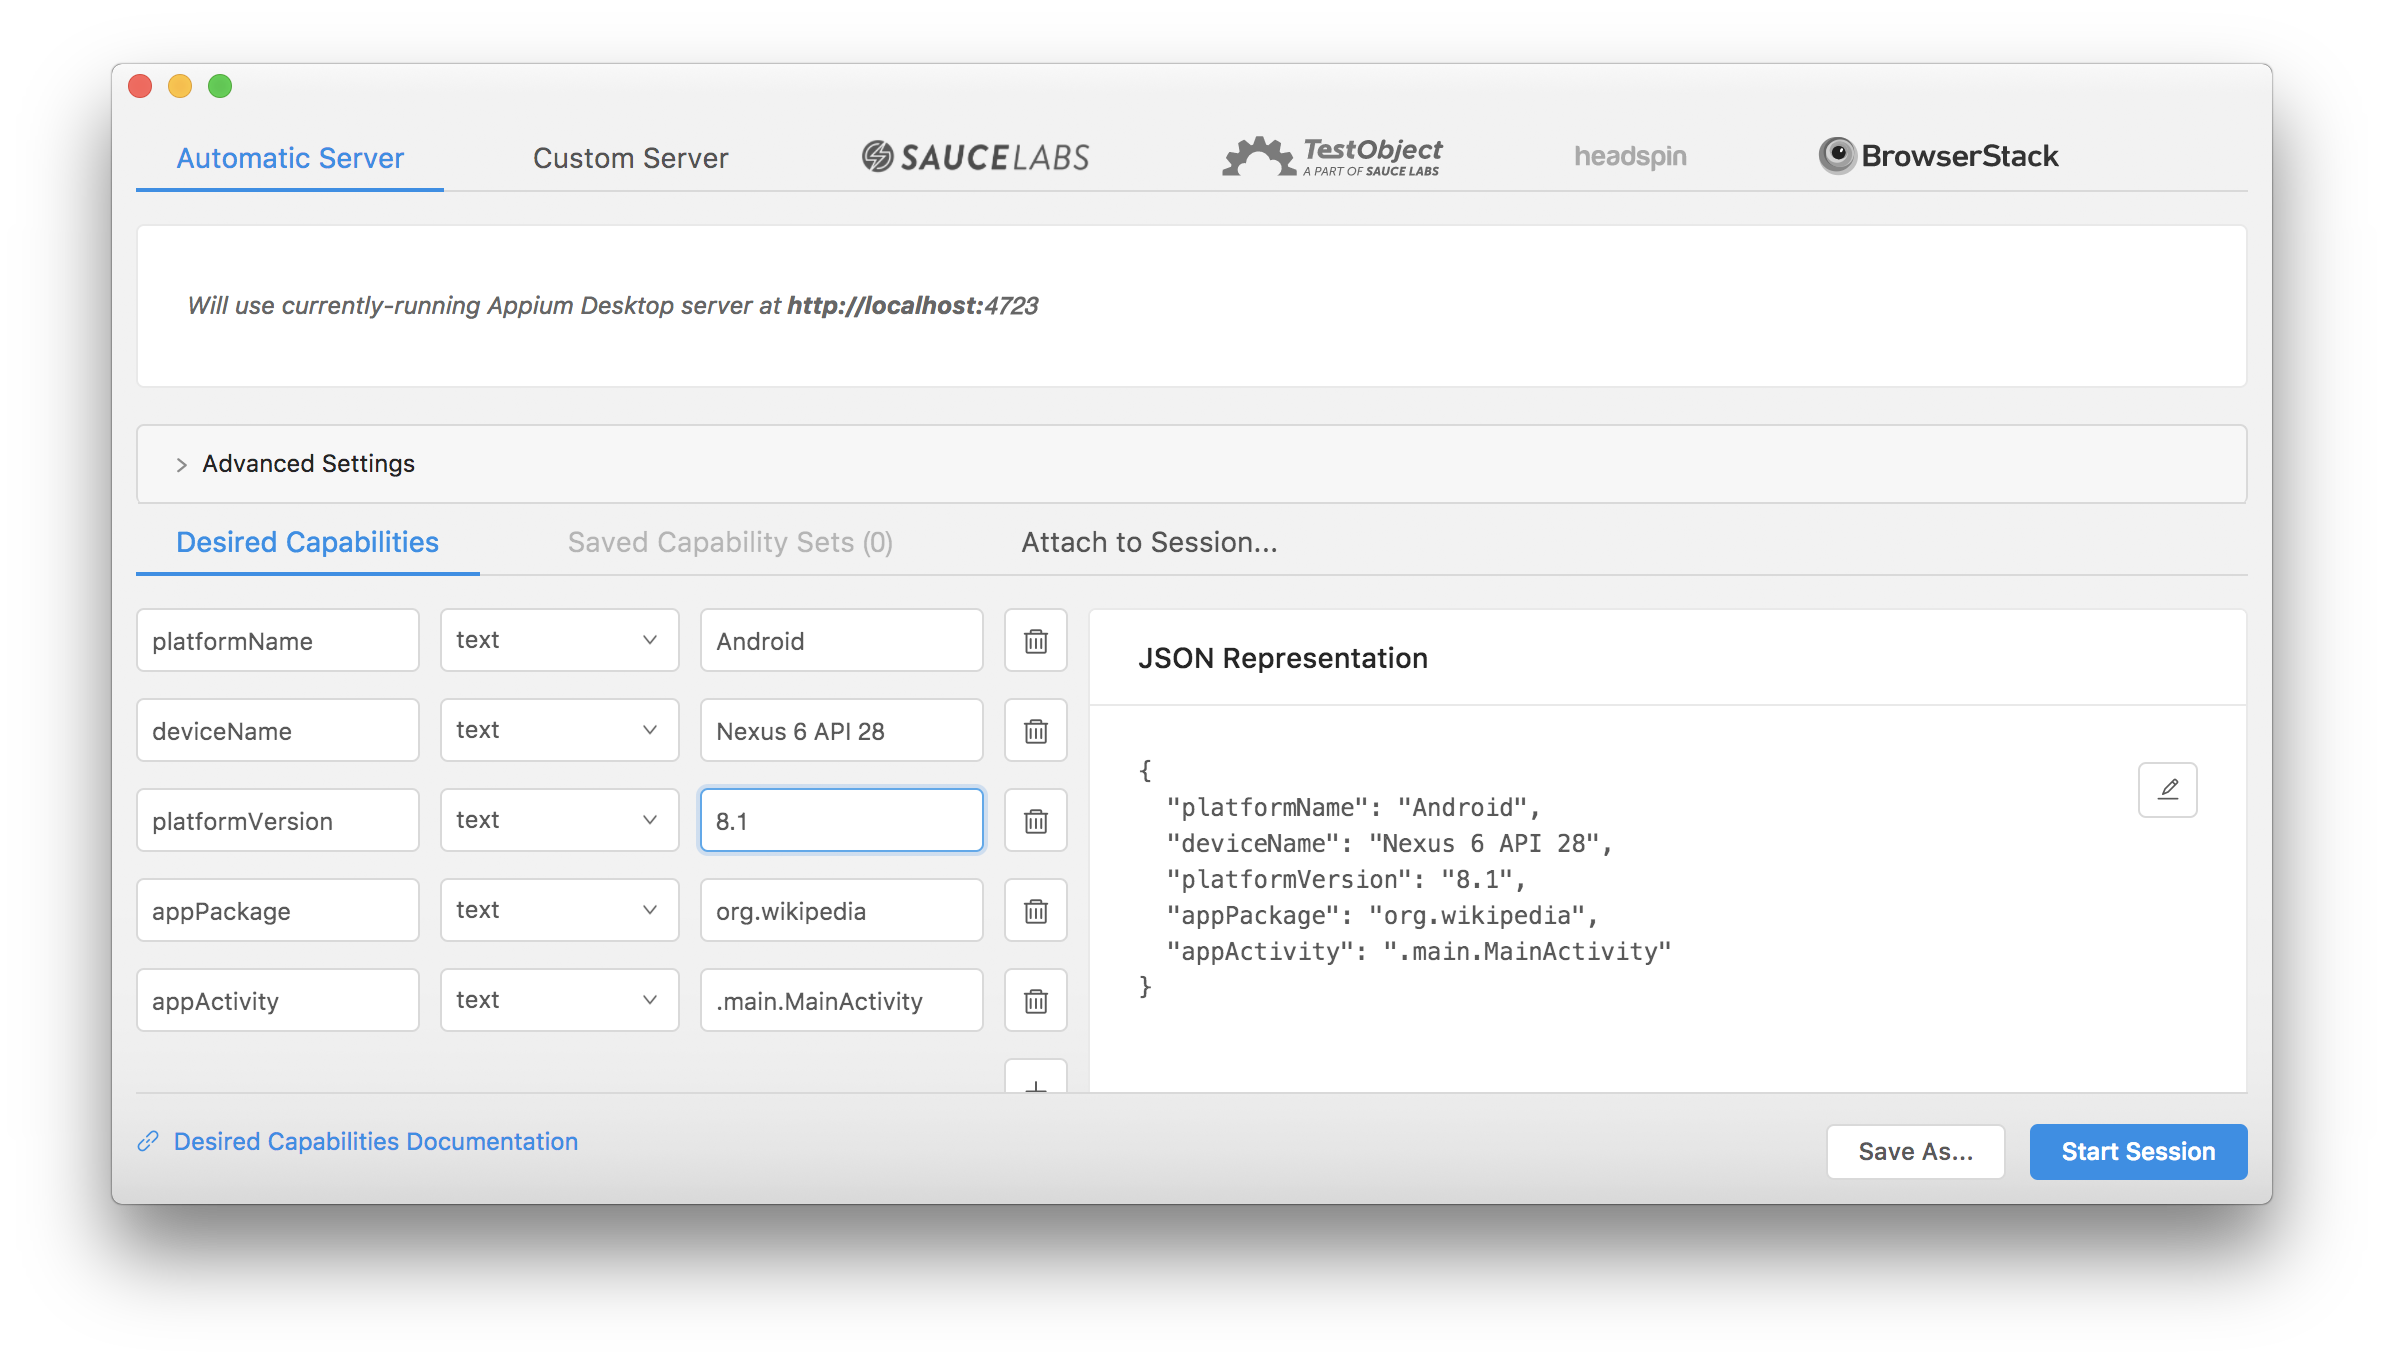 Automatic Server Custom Server SAUCELABS TestObject headspin BrowserStack
A PART OF SAUCE LABS
Will use currently-running Appium Desktop server at http://localhost:4723
Advanced Settings
Desired Capabilities Saved Capability Sets (0) Attach to Session...
platformName text Android
deviceName text Nexus 6 API 28
platformVersion text 8.1
appPackage text org.wikipedia
appActivity text .main.MainActivity
JSON Representation
{
"platformName": "Android",
"deviceName": "Nexus 6 API 28",
"platformVersion": "8.1",
"appPackage": "org.wikipedia",
"appActivity": ".main.MainActivity"
}
Desired Capabilities Documentation
Save As... Start Session